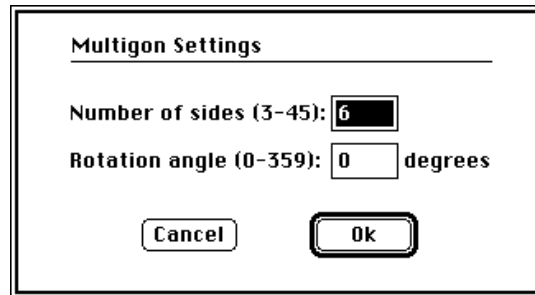 Multigon Settings
Number of sides (3-45): 6
Rotation angle (0-359): 0 degrees
Cancel Ok